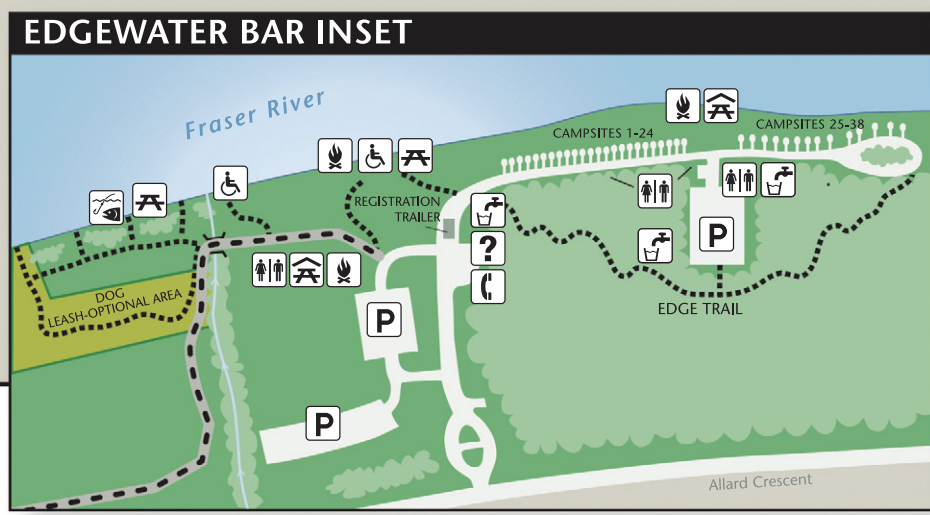 EDGEWATER BAR INSET
Fraser River
CAMPSITES 1-24
CAMPSITES 25-38
REGISTRATION
TRAILER
?
P
P
P
DOG
LEASH-OPTIONAL AREA
EDGE TRAIL
Allard Crescent